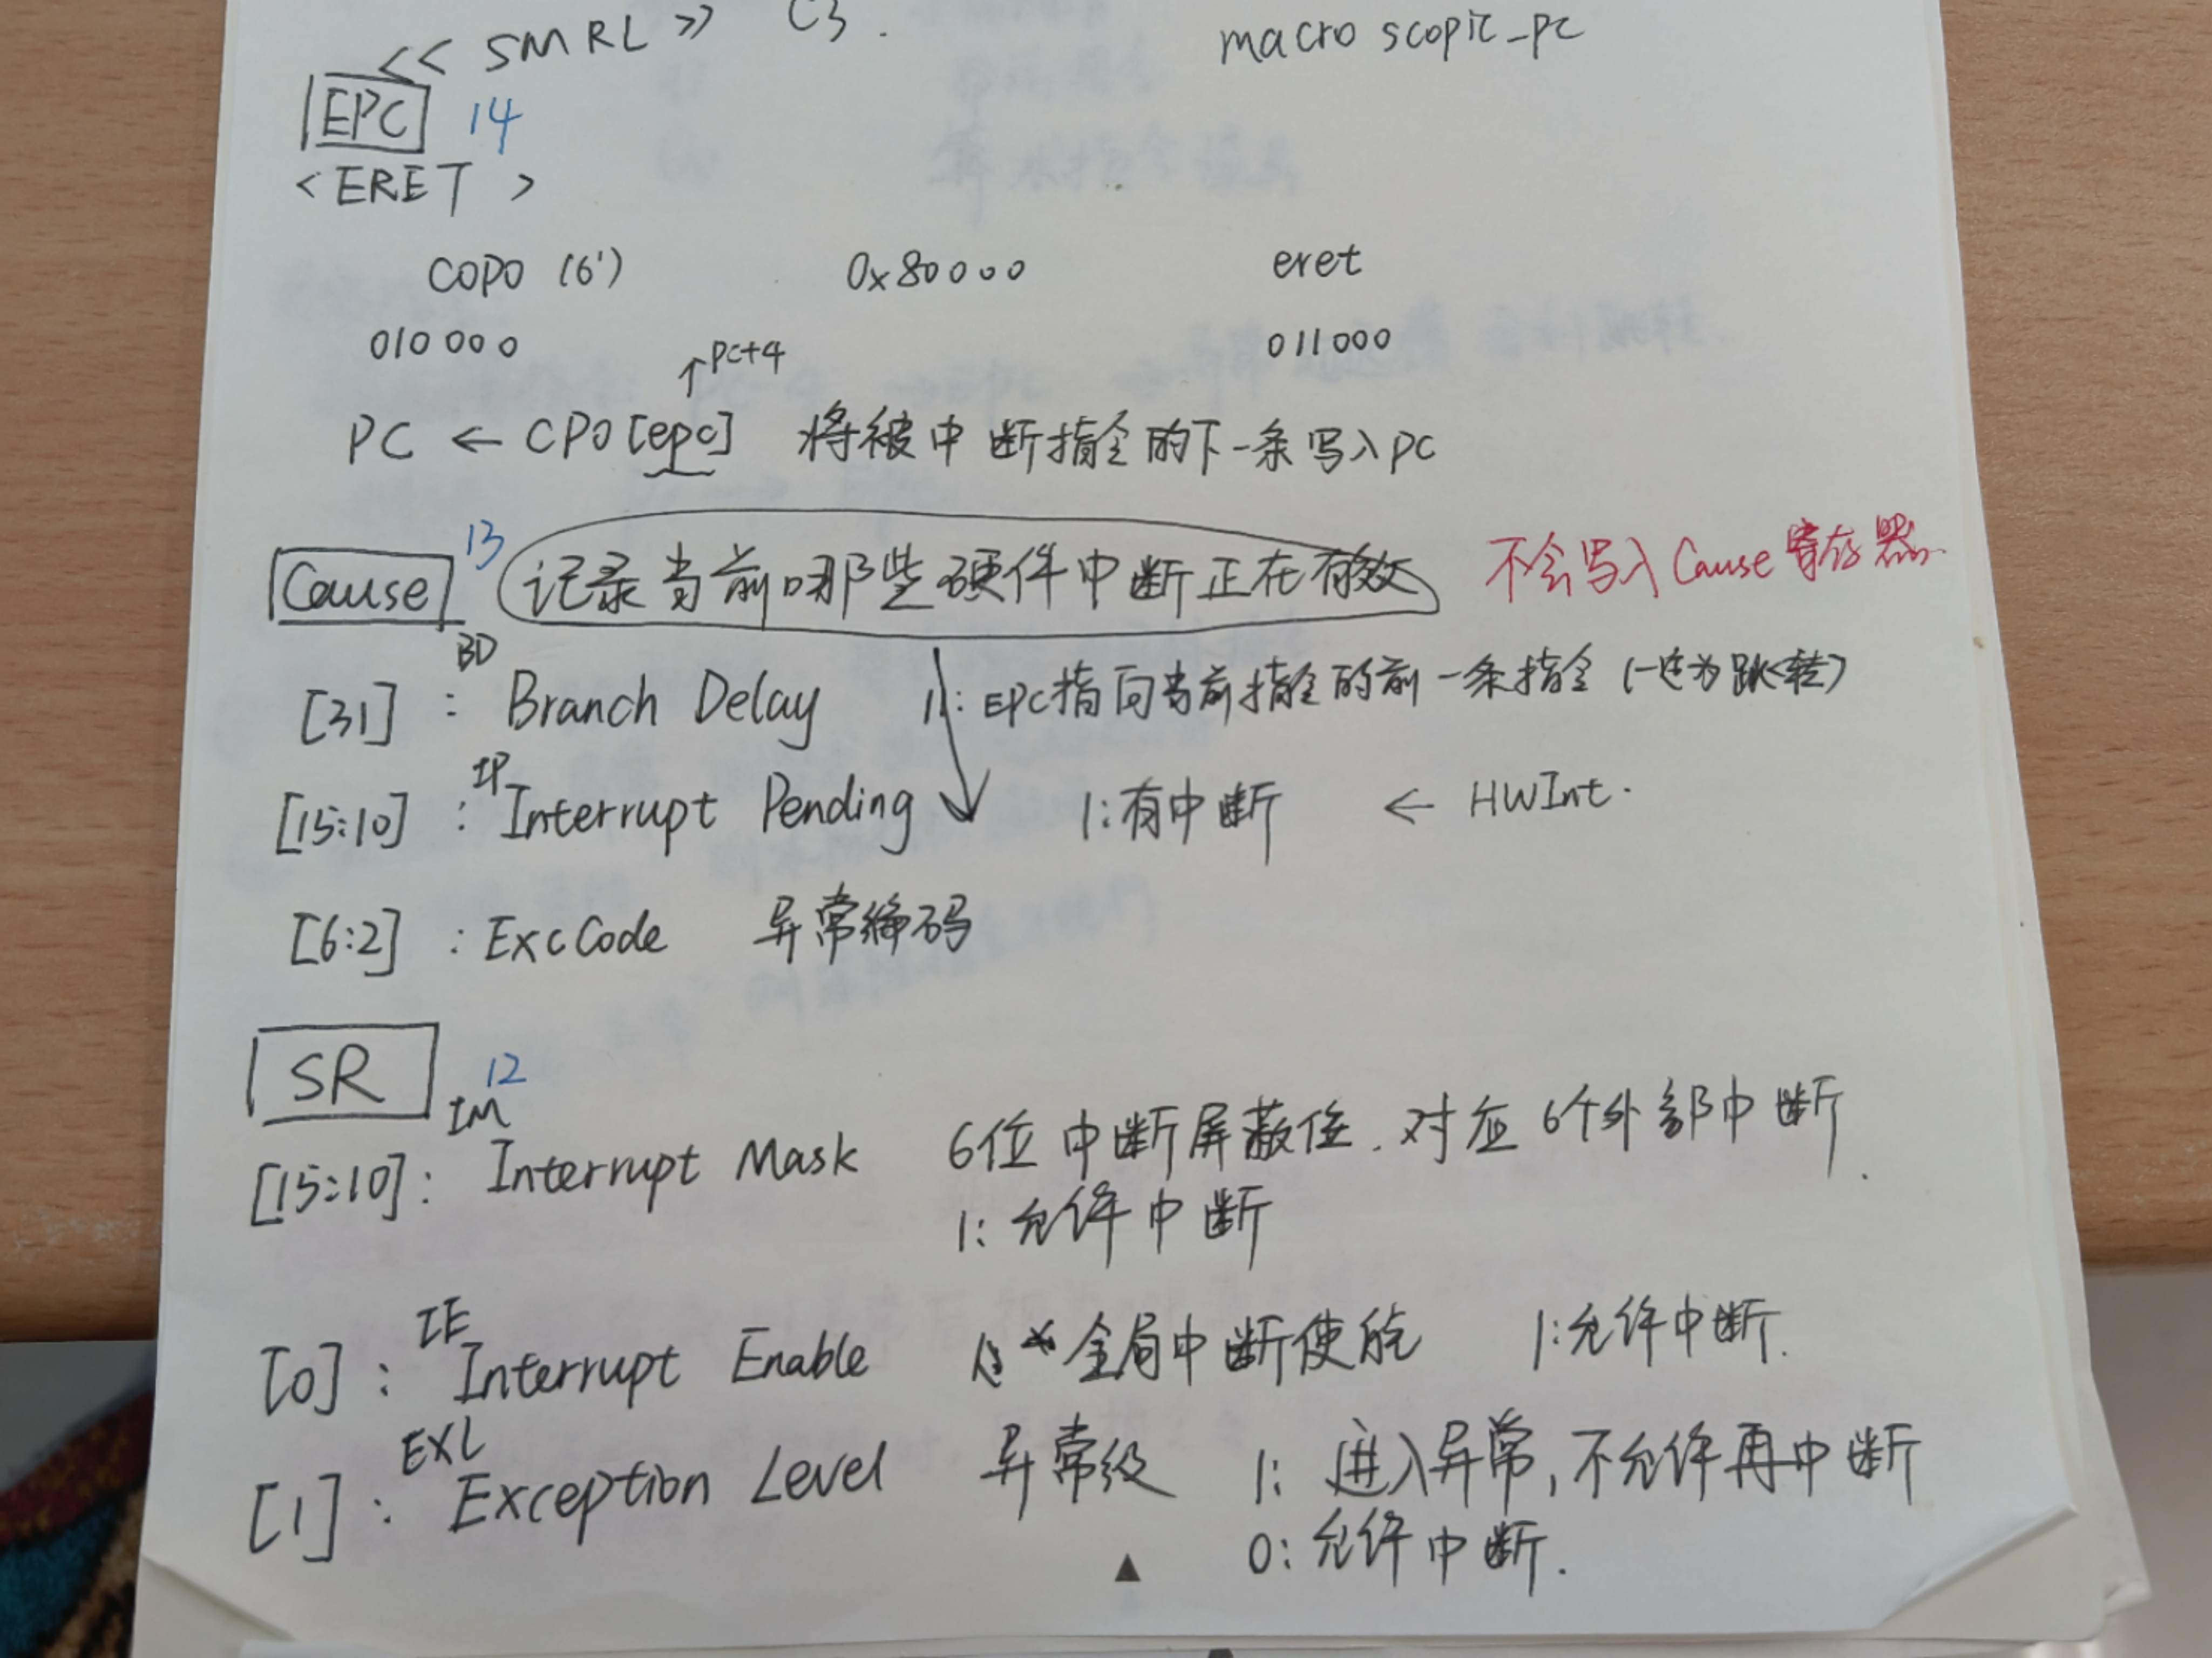 << SMRL >> C3.
macroscopic_pc
EPC 14
<ERET>
COP0 (6') 0x80000 eret
010 000 011000
↑pc+4
PC ← CP0[epc] 将被中断指令的下一条写入PC
Cause 13 记录当前哪些硬件中断正在有效 不会写入Cause寄存器.
BD
[31] : Branch Delay 1: EPC指向当前指令的前一条指令 (一定为跳转)
IP
[15:10] : Interrupt Pending 1:有中断 ← HWInt.
[6:2] : ExcCode 异常编码
SR 12
IM
[15:10]: Interrupt Mask 6位中断屏蔽位. 对应6个外部中断.
1: 允许中断
IE
[0] : Interrupt Enable 全局中断使能 1:允许中断.
EXL
[1] : Exception Level 异常级 1: 进入异常,不允许再中断
0: 允许中断.